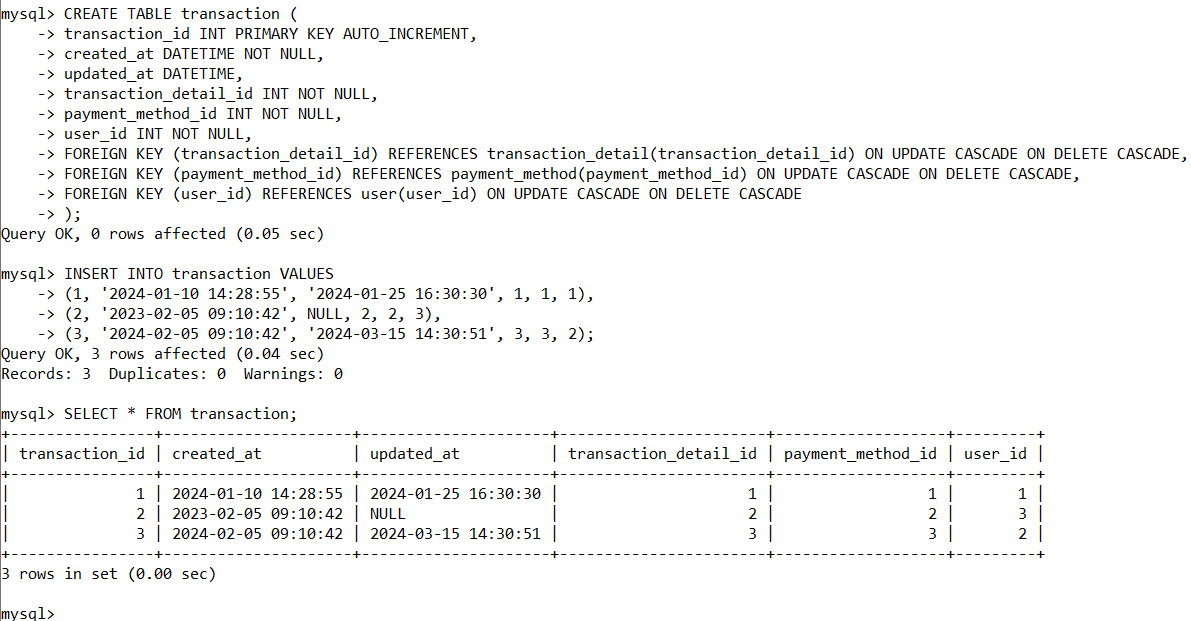 mysql> CREATE TABLE transaction (
    -> transaction_id INT PRIMARY KEY AUTO_INCREMENT,
    -> created_at DATETIME NOT NULL,
    -> updated_at DATETIME,
    -> transaction_detail_id INT NOT NULL,
    -> payment_method_id INT NOT NULL,
    -> user_id INT NOT NULL,
    -> FOREIGN KEY (transaction_detail_id) REFERENCES transaction_detail(transaction_detail_id) ON UPDATE CASCADE ON DELETE CASCADE,
    -> FOREIGN KEY (payment_method_id) REFERENCES payment_method(payment_method_id) ON UPDATE CASCADE ON DELETE CASCADE,
    -> FOREIGN KEY (user_id) REFERENCES user(user_id) ON UPDATE CASCADE ON DELETE CASCADE
    -> );
Query OK, 0 rows affected (0.05 sec)

mysql> INSERT INTO transaction VALUES
    -> (1, '2024-01-10 14:28:55', '2024-01-25 16:30:30', 1, 1, 1),
    -> (2, '2023-02-05 09:10:42', NULL, 2, 2, 3),
    -> (3, '2024-02-05 09:10:42', '2024-03-15 14:30:51', 3, 3, 2);
Query OK, 3 rows affected (0.04 sec)
Records: 3  Duplicates: 0  Warnings: 0

mysql> SELECT * FROM transaction;
+----------------+---------------------+---------------------+-----------------------+-------------------+---------+
| transaction_id | created_at          | updated_at          | transaction_detail_id | payment_method_id | user_id |
+----------------+---------------------+---------------------+-----------------------+-------------------+---------+
|              1 | 2024-01-10 14:28:55 | 2024-01-25 16:30:30 |                     1 |                 1 |       1 |
|              2 | 2023-02-05 09:10:42 | NULL                |                     2 |                 2 |       3 |
|              3 | 2024-02-05 09:10:42 | 2024-03-15 14:30:51 |                     3 |                 3 |       2 |
+----------------+---------------------+---------------------+-----------------------+-------------------+---------+
3 rows in set (0.00 sec)

mysql>